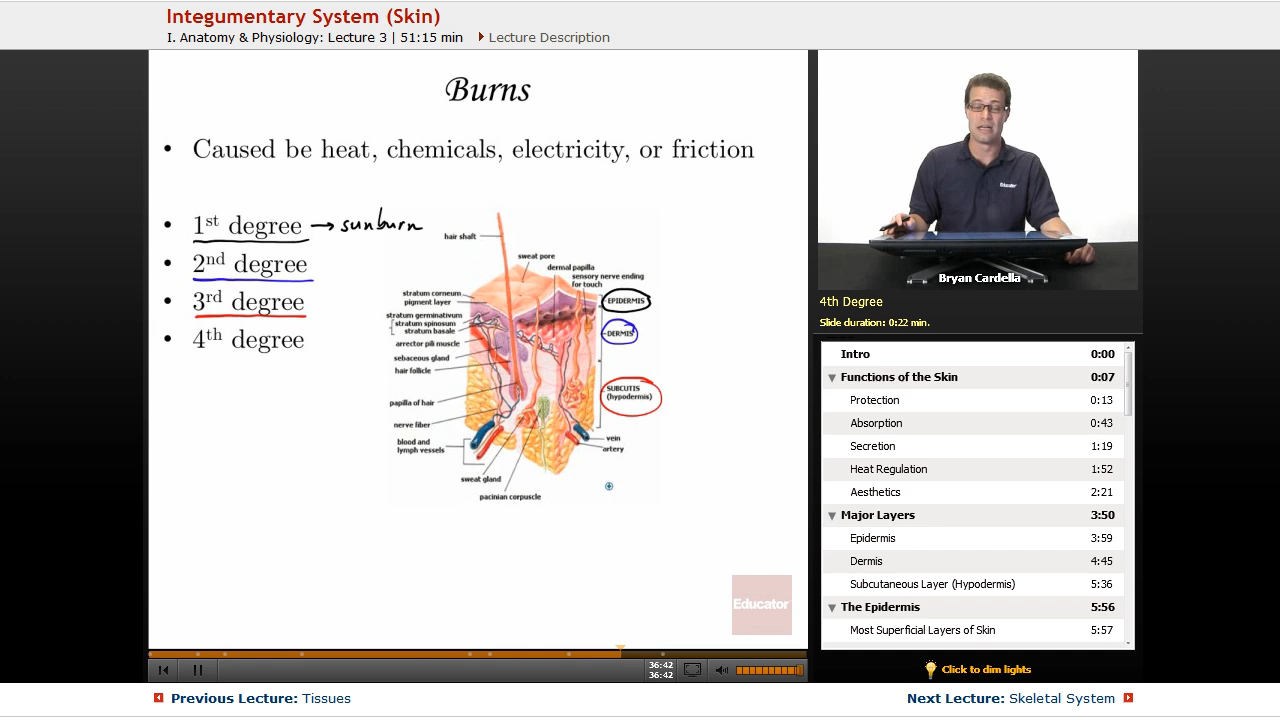 Integumentary System (Skin)
I. Anatomy & Physiology: Lecture 3 | 51:15 min
Lecture Description
Burns
• Caused be heat, chemicals, electricity, or friction
• 1st degree → sunburn
• 2nd degree
• 3rd degree
• 4th degree
hair shaft
sweat pore
dermal papilla
sensory nerve ending
for touch
stratum corneum
pigment layer
stratum germinativum
stratum spinosum
stratum basale
arrector pili muscle
sebaceous gland
hair follicle
papilla of hair
nerve fiber
blood and
lymph vessels
sweat gland
pacinian corpuscle
EPIDERMIS
DERMIS
SUBCUTIS
(hypodermis)
vein
artery
Educator
36:42
36:42
Educator
Bryan Cardella
4th Degree
Slide duration: 0:22 min.
Intro 0:00
Functions of the Skin 0:07
Protection 0:13
Absorption 0:43
Secretion 1:19
Heat Regulation 1:52
Aesthetics 2:21
Major Layers 3:50
Epidermis 3:59
Dermis 4:45
Subcutaneous Layer (Hypodermis) 5:36
The Epidermis 5:56
Most Superficial Layers of Skin 5:57
Click to dim lights
Previous Lecture: Tissues
Next Lecture: Skeletal System